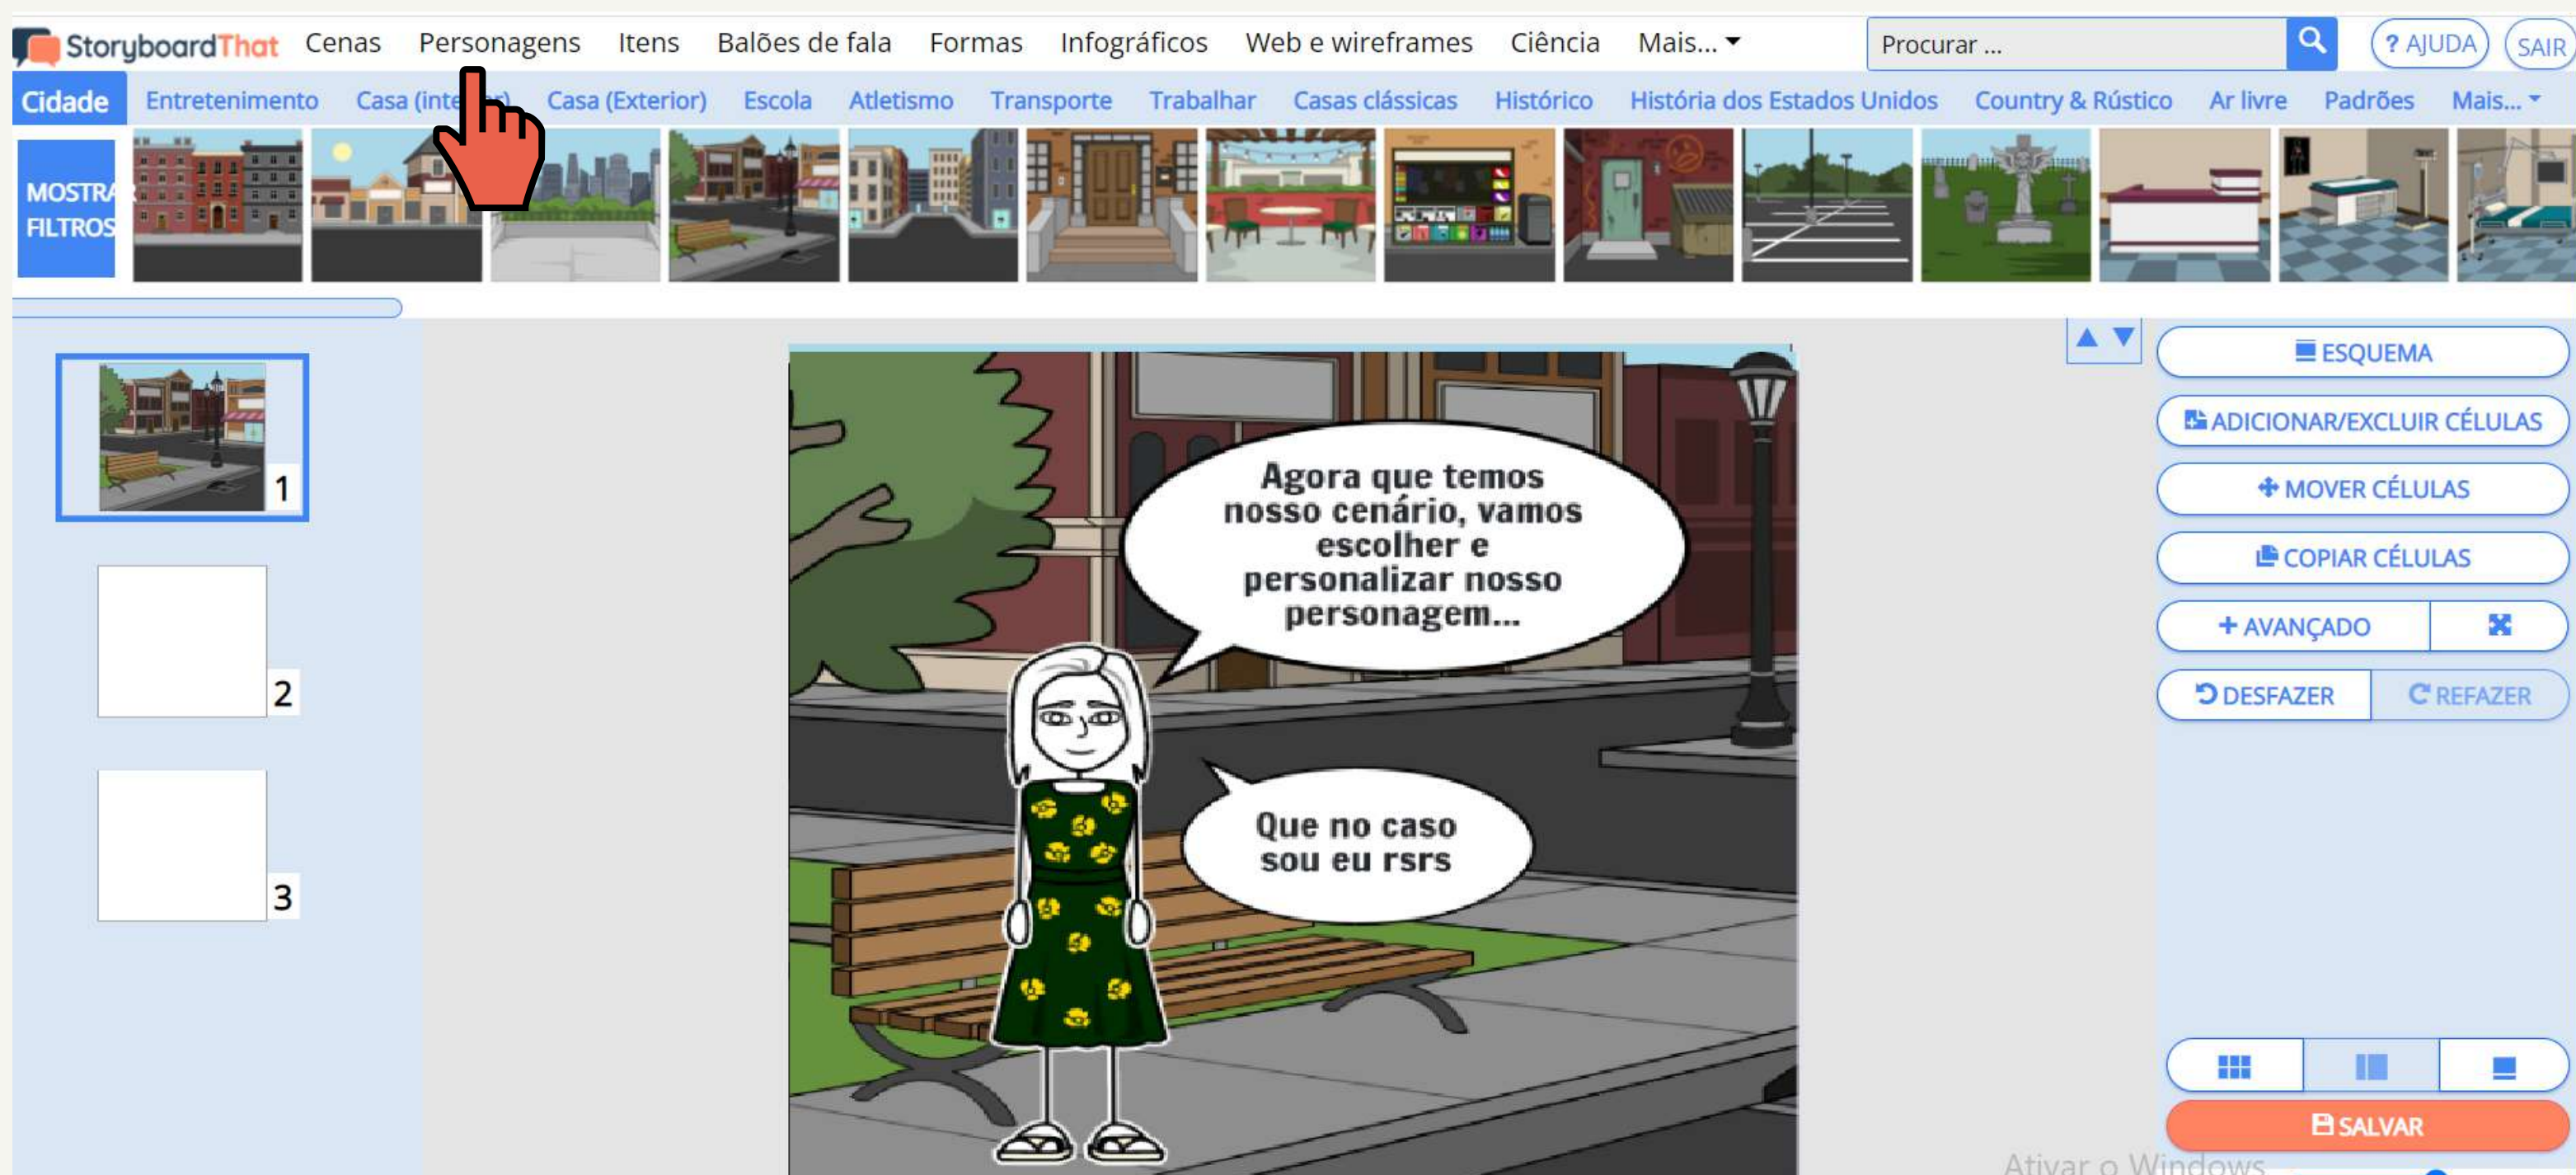 StoryboardThat Cenas Personagens Itens Balões de fala Formas Infográficos Web e wireframes Ciência Mais... Procurar ... ? AJUDA SAIR
Cidade Entretenimento Casa (interior) Casa (Exterior) Escola Atletismo Transporte Trabalhar Casas clássicas Histórico História dos Estados Unidos Country & Rústico Ar livre Padrões Mais...
MOSTRAR
FILTROS
1
2
3
Agora que temos
nosso cenário, vamos
escolher e
personalizar nosso
personagem...
Que no caso
sou eu rsrs
ESQUEMA
ADICIONAR/EXCLUIR CÉLULAS
MOVER CÉLULAS
COPIAR CÉLULAS
+ AVANÇADO
DESFAZER REFAZER
SALVAR
Ativar o Windows